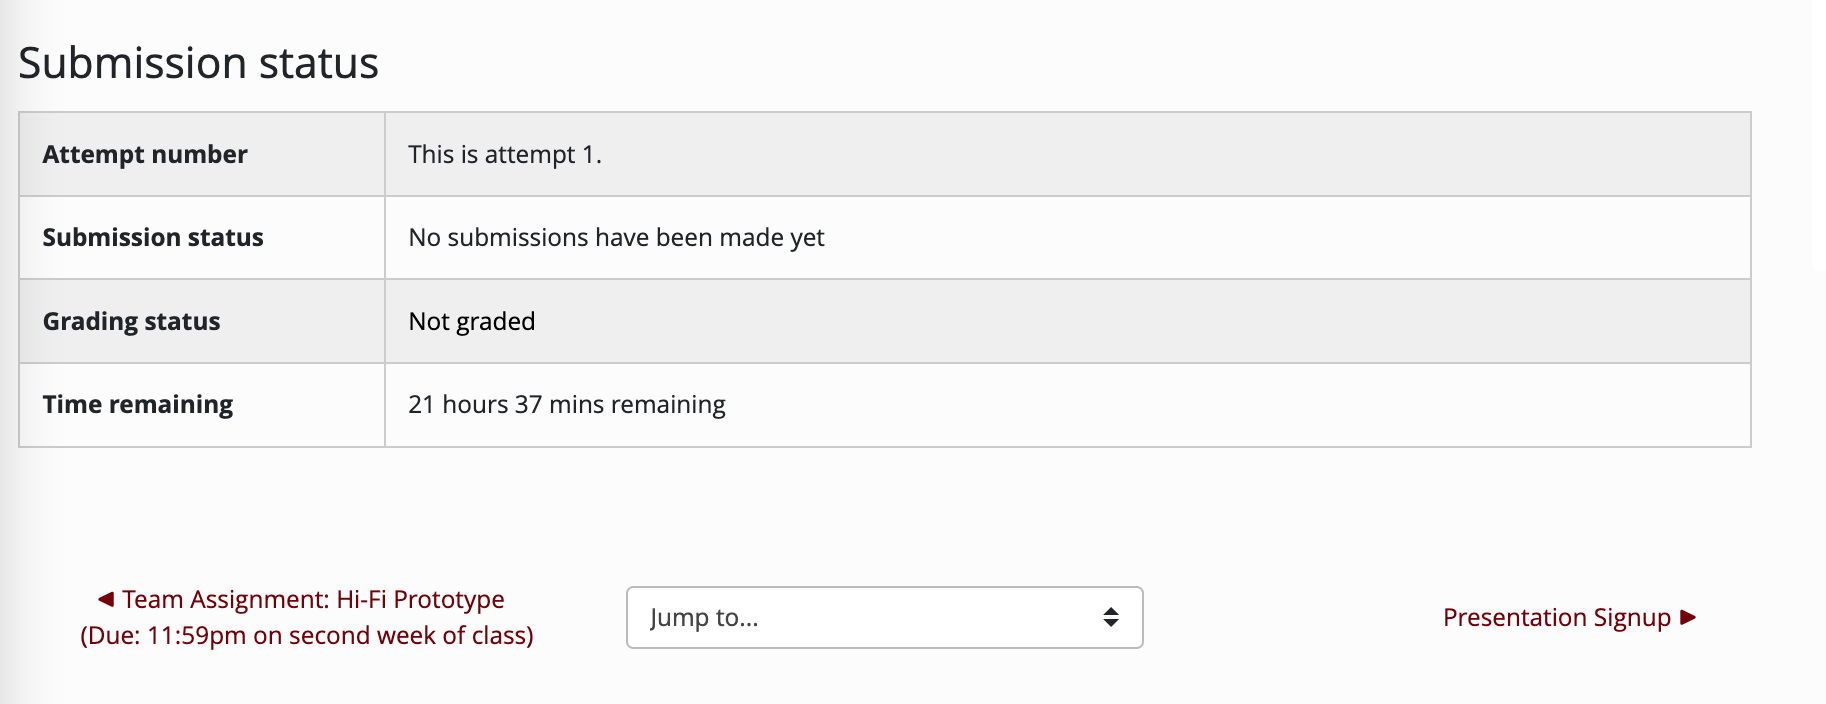 Submission status
Attempt number This is attempt 1.
Submission status No submissions have been made yet
Grading status Not graded
Time remaining 21 hours 37 mins remaining
◄ Team Assignment: Hi-Fi Prototype
(Due: 11:59pm on second week of class)
Jump to...
Presentation Signup ►